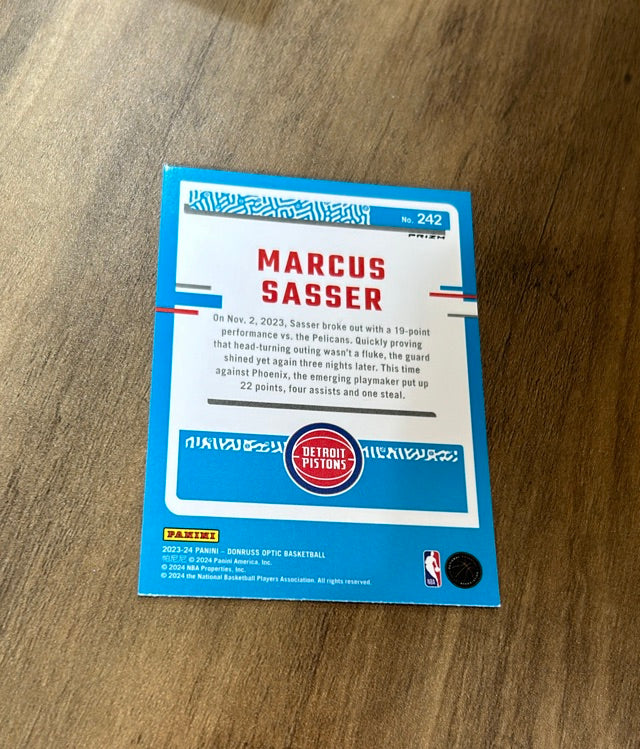 No. 242
PRIZM
MARCUS
SASSER
On Nov. 2, 2023, Sasser broke out with a 19-point
performance vs. the Pelicans. Quickly proving
that head-turning outing wasn't a fluke, the guard
shined yet again three nights later. This time
against Phoenix, the emerging playmaker put up
22 points, four assists and one steal.
DETROIT
PISTONS
PANINI
2023-24 PANINI - DONRUSS OPTIC BASKETBALL
帕尼尼 © 2024 Panini America, Inc.
© 2024 NBA Properties, Inc.
© 2024 the National Basketball Players Association. All rights reserved.
NBA